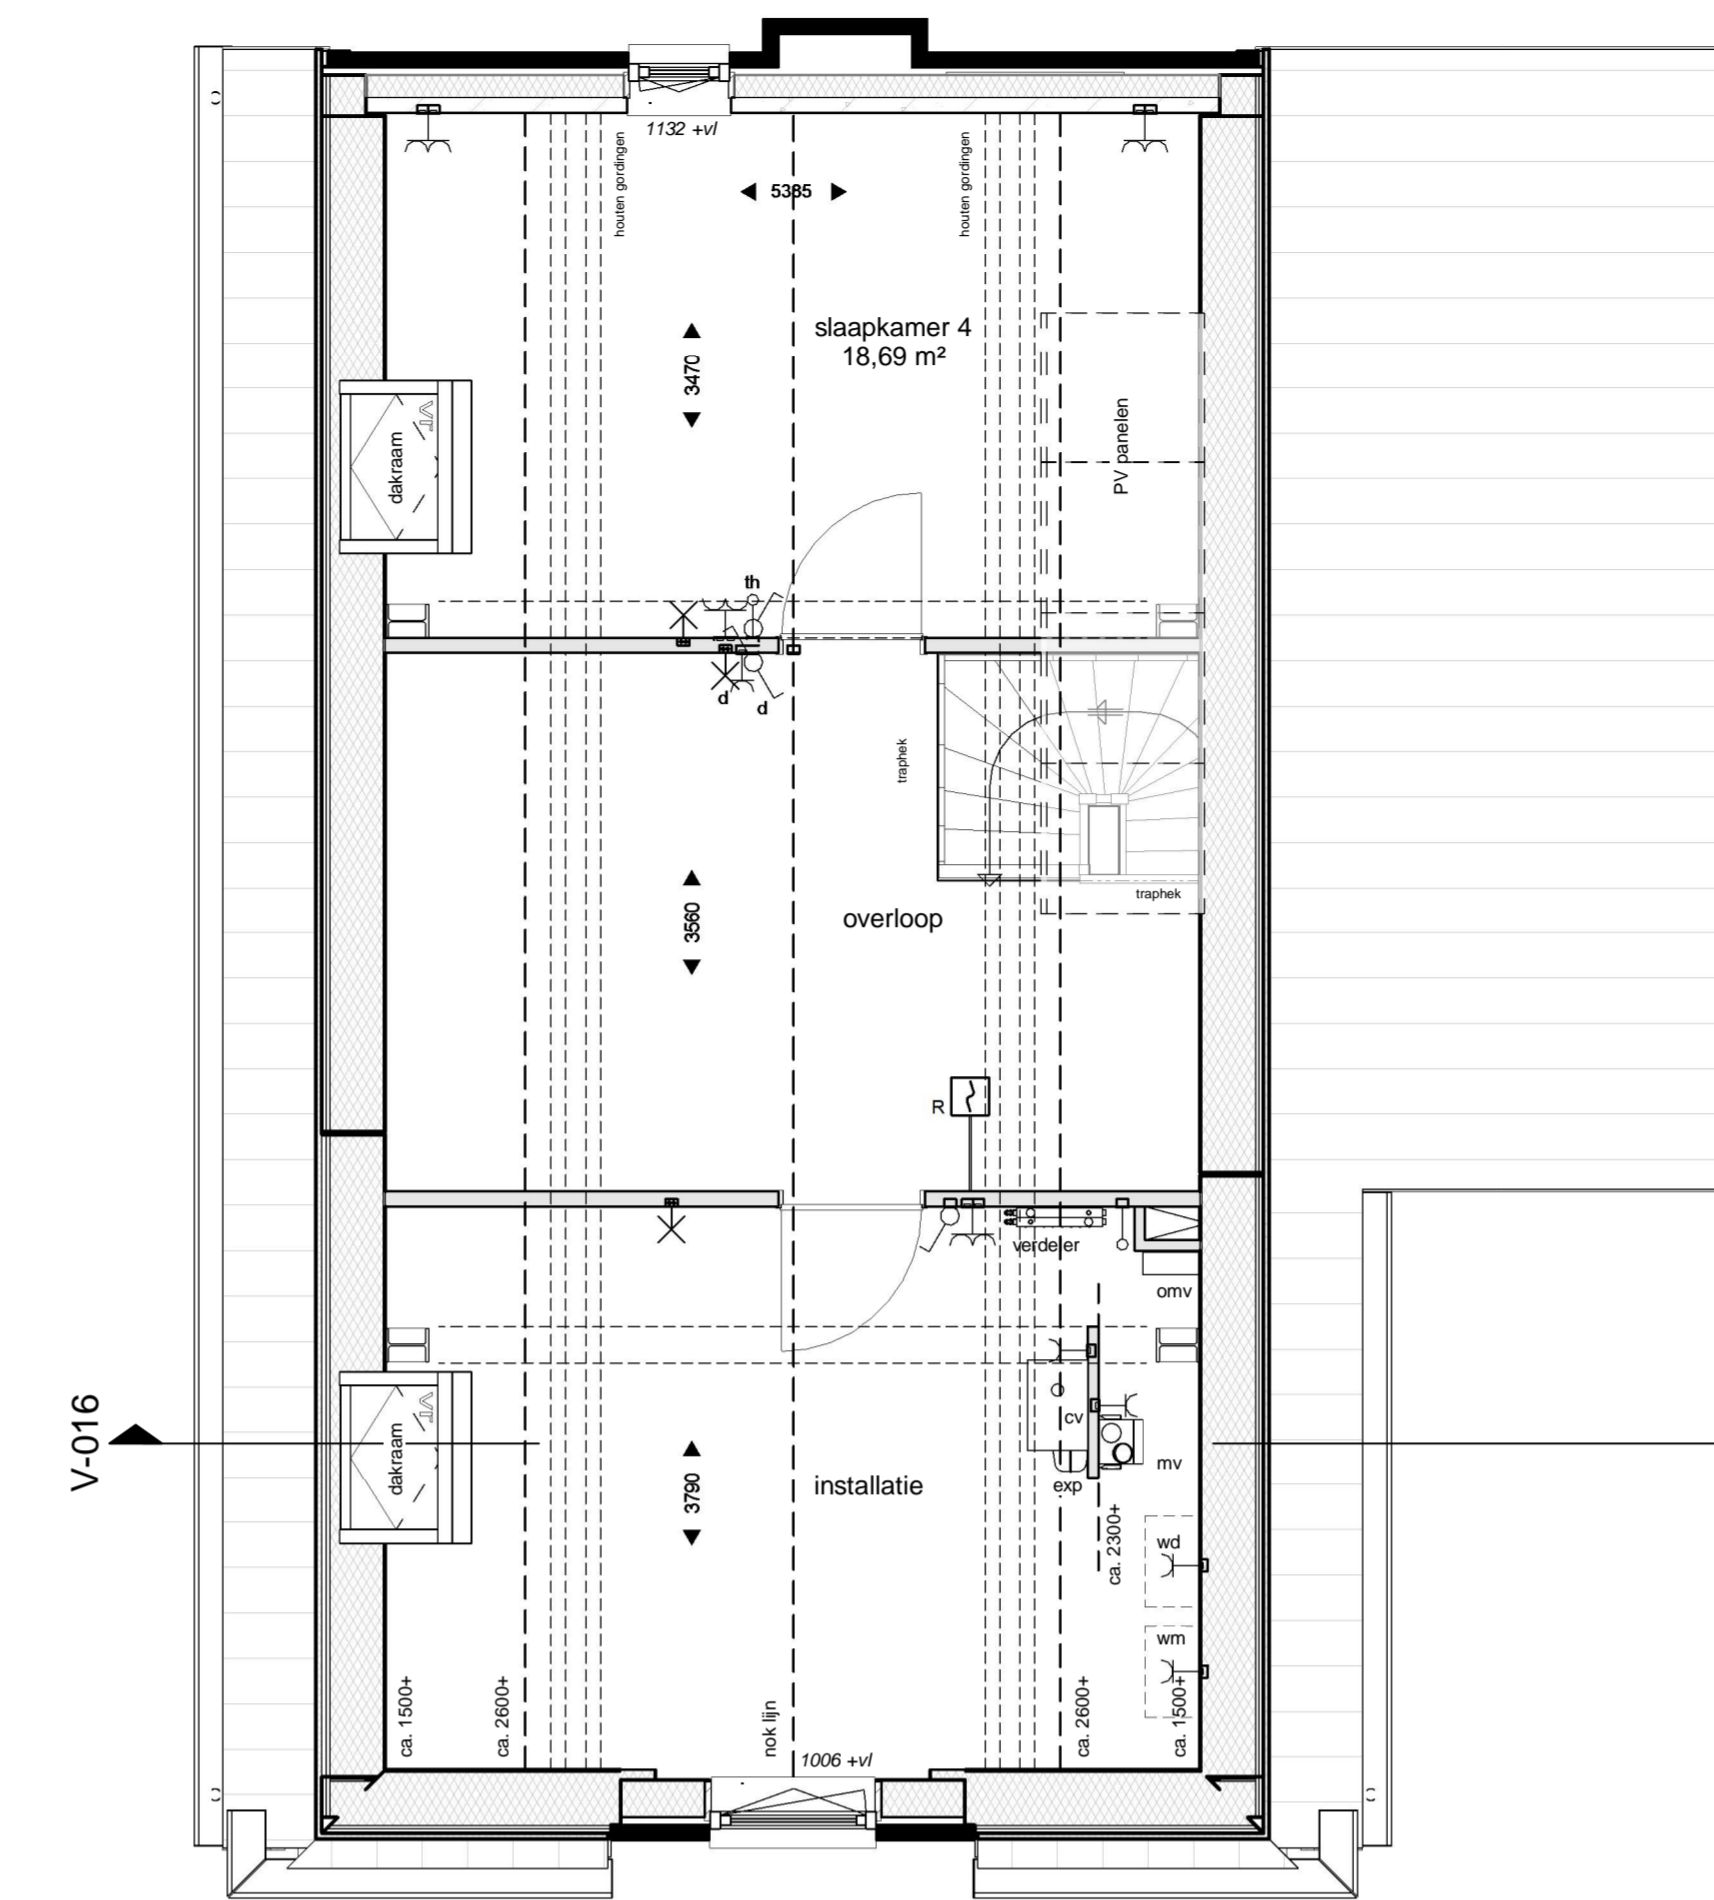 1132 +vl
houten gordingen
houten gordingen
5385
slaapkamer 4
18,69 m²
3470
PV panelen
dakraam
vr
th
d
d
traphek
traphek
3560
overloop
R
verdeler
omv
V-016
dakraam
vr
cv
mv
exp
3790
installatie
ca. 2300+
wd
wm
ca. 1500+
ca. 2600+
nok lijn
ca. 2600+
ca. 1500+
1006 +vl